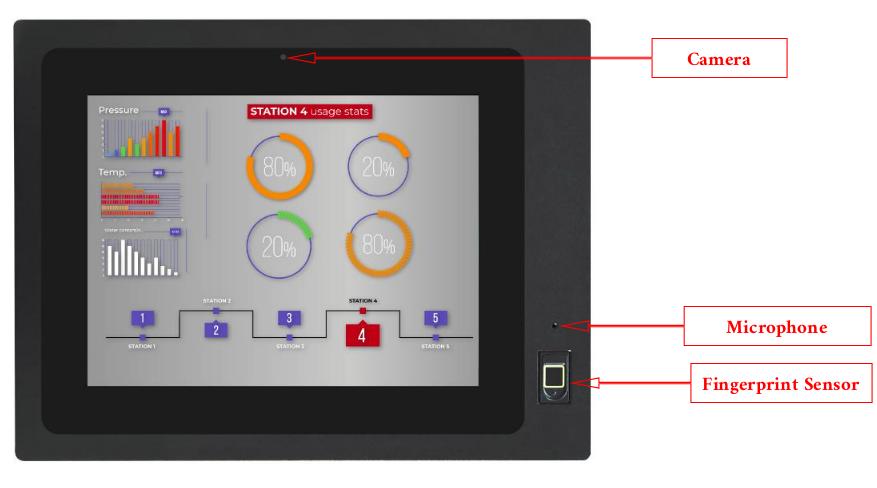 Camera
Pressure
STATION 4 usage stats
80%
20%
Temp.
20%
80%
STATION 2
STATION 4
1
3
5
2
4
STATION 1
STATION 3
STATION 5
Microphone
Fingerprint Sensor